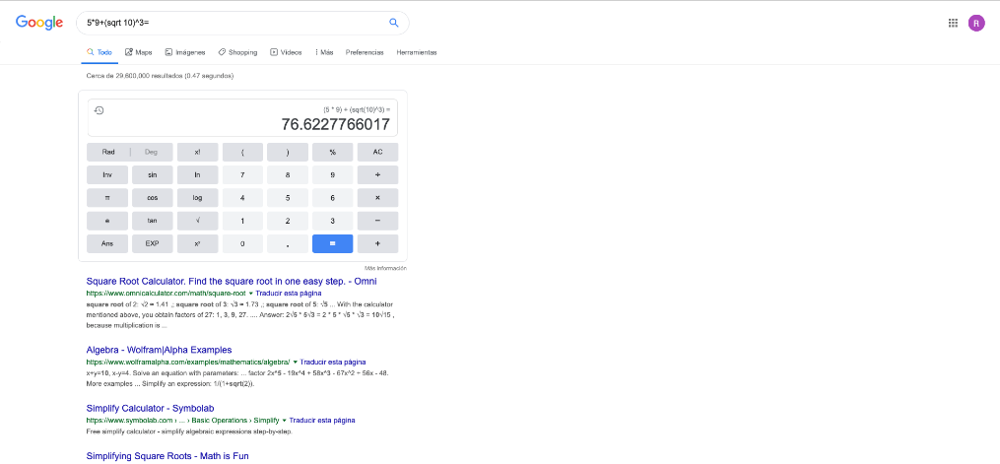 Google
5*9+(sqrt 10)^3=
R
Todo Maps Imágenes Shopping Vídeos Más Preferencias Herramientas
Cerca de 29,600,000 resultados (0.47 segundos)
(5 * 9) + (sqrt(10)^3) =
76.6227766017
Rad | Deg x! ( ) % AC
Inv sin ln 7 8 9 ÷
π cos log 4 5 6 ×
e tan √ 1 2 3 −
Ans EXP xʸ 0 . = +
Más información
Square Root Calculator. Find the square root in one easy step. - Omni
https://www.omnicalculator.com/math/square-root ▼ Traducir esta página
square root of 2: √2 ≈ 1.41 ,; square root of 3: √3 ≈ 1.73 ,; square root of 5: √5 ... With the calculator
mentioned above, you obtain factors of 27: 1, 3, 9, 27. .... Answer: 2√5 * 5√3 = 2 * 5 * √5 * √3 = 10√15 ,
because multiplication is ...
Algebra - Wolfram|Alpha Examples
https://www.wolframalpha.com/examples/mathematics/algebra/ ▼ Traducir esta página
x+y=10, x-y=4. Solve an equation with parameters: ... factor 2x^5 - 19x^4 + 58x^3 - 67x^2 + 56x - 48.
More examples ... Simplify an expression: 1/(1+sqrt(2)).
Simplify Calculator - Symbolab
https://www.symbolab.com › ... › Basic Operations › Simplify ▼ Traducir esta página
Free simplify calculator - simplify algebraic expressions step-by-step.
Simplifying Square Roots - Math is Fun